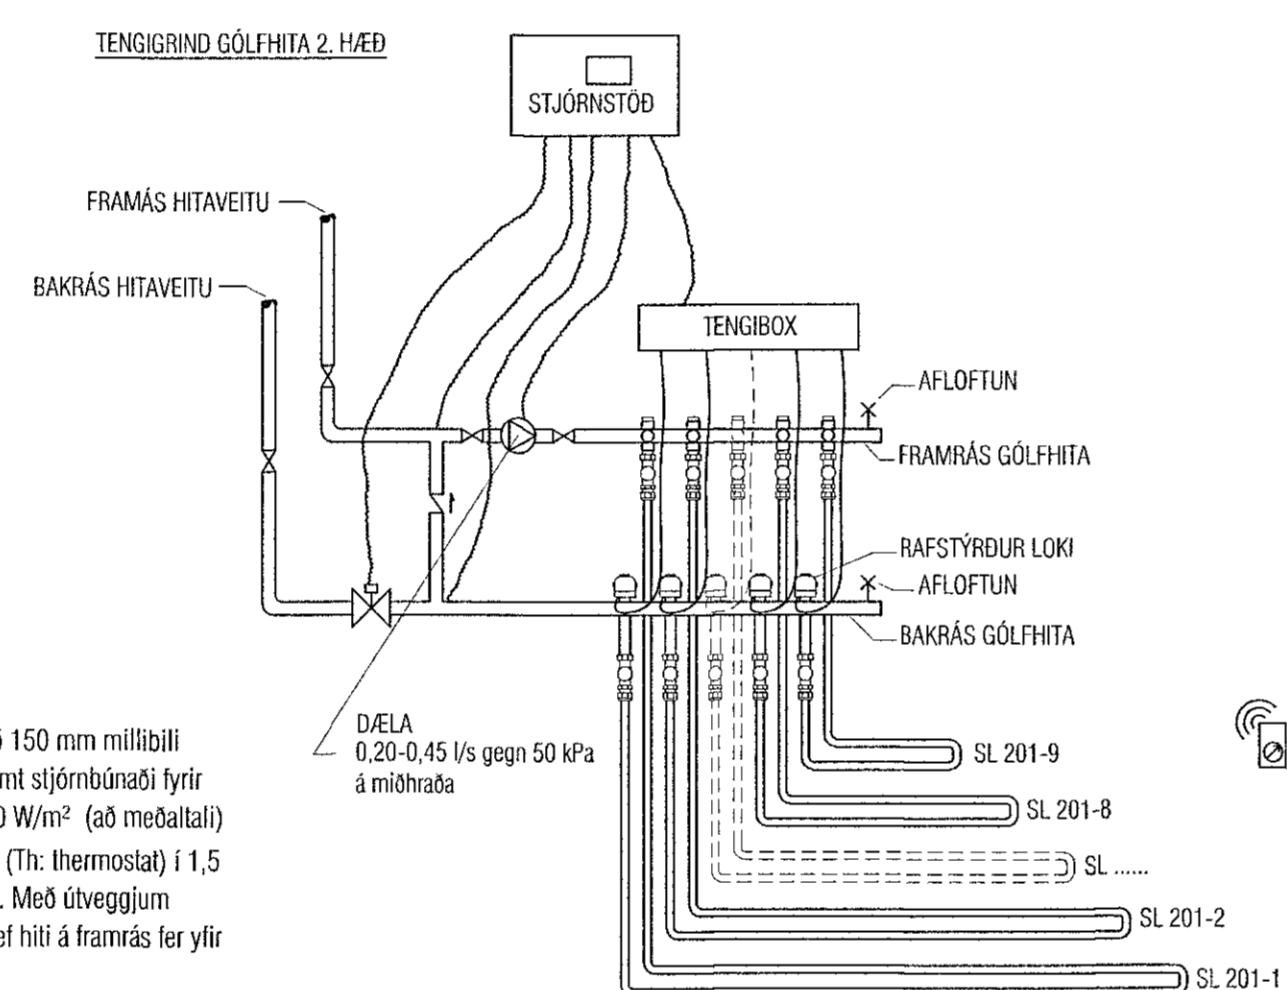 TENGIGRIND GÓLFHITA 2. HÆÐ
STJÓRNSTÖÐ
FRAMÁS HITAVEITU
BAKRÁS HITAVEITU
TENGIBOX
AFLOFTUN
FRAMRÁS GÓLFHITA
RAFSTÝRÐUR LOKI
AFLOFTUN
BAKRÁS GÓLFHITA
DÆLA
0,20-0,45 l/s gegn 50 kPa
á miðhraða
150 mm millibili
mt stjórnbúnaði fyrir
0 W/m² (að meðaltali)
(Th: thermostat) í 1,5
. Með útveggjum
ef hiti á framrás fer yfir
SL 201-9
SL 201-8
SL ......
SL 201-2
SL 201-1